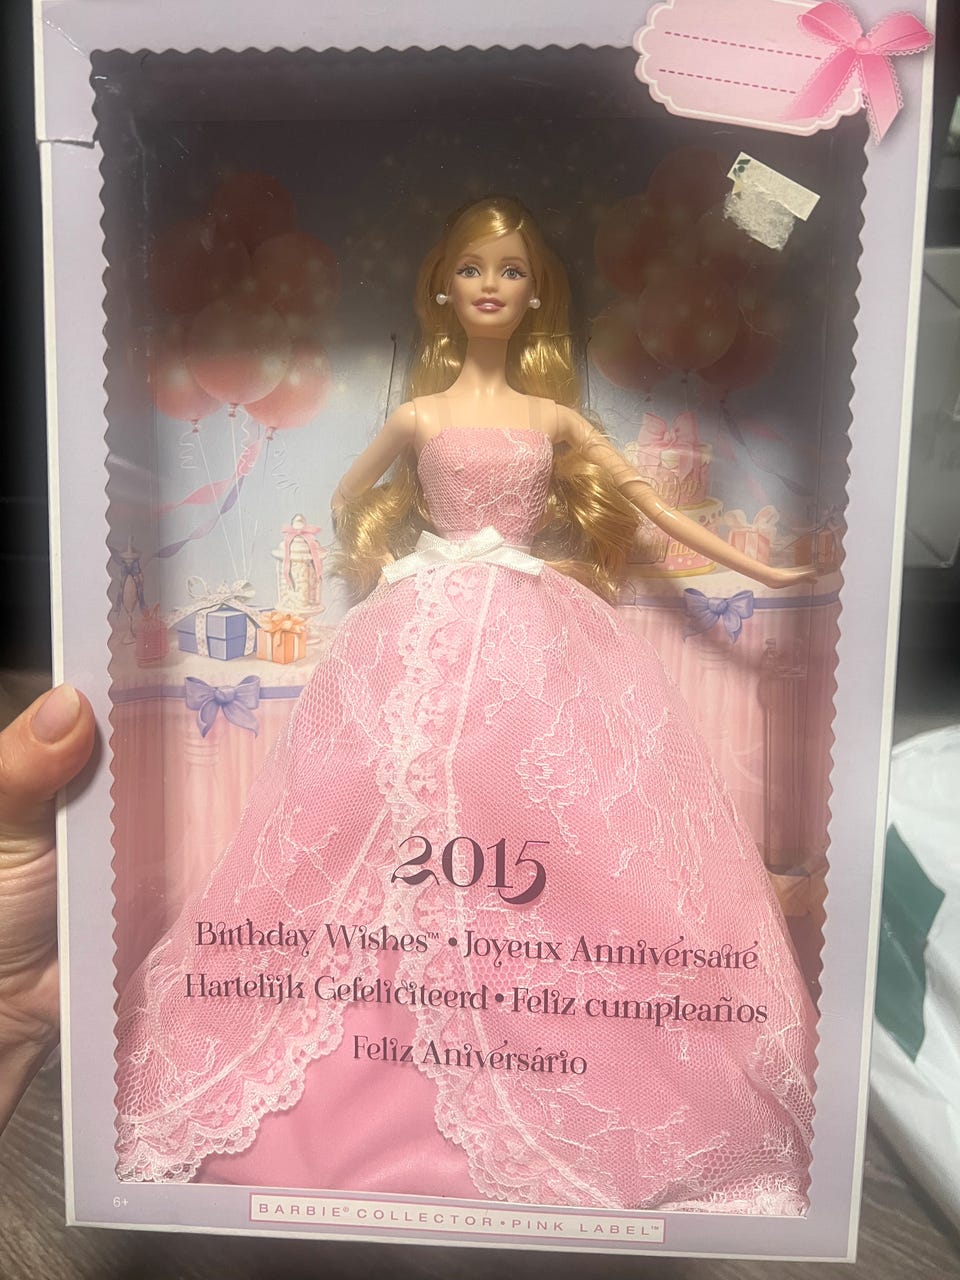 2015
Birthday Wishes™ • Joyeux Anniversaire
Hartelijk Gefeliciteerd • Feliz cumpleaños
Feliz Aniversário
6+
BARBIE® COLLECTOR • PINK LABEL™